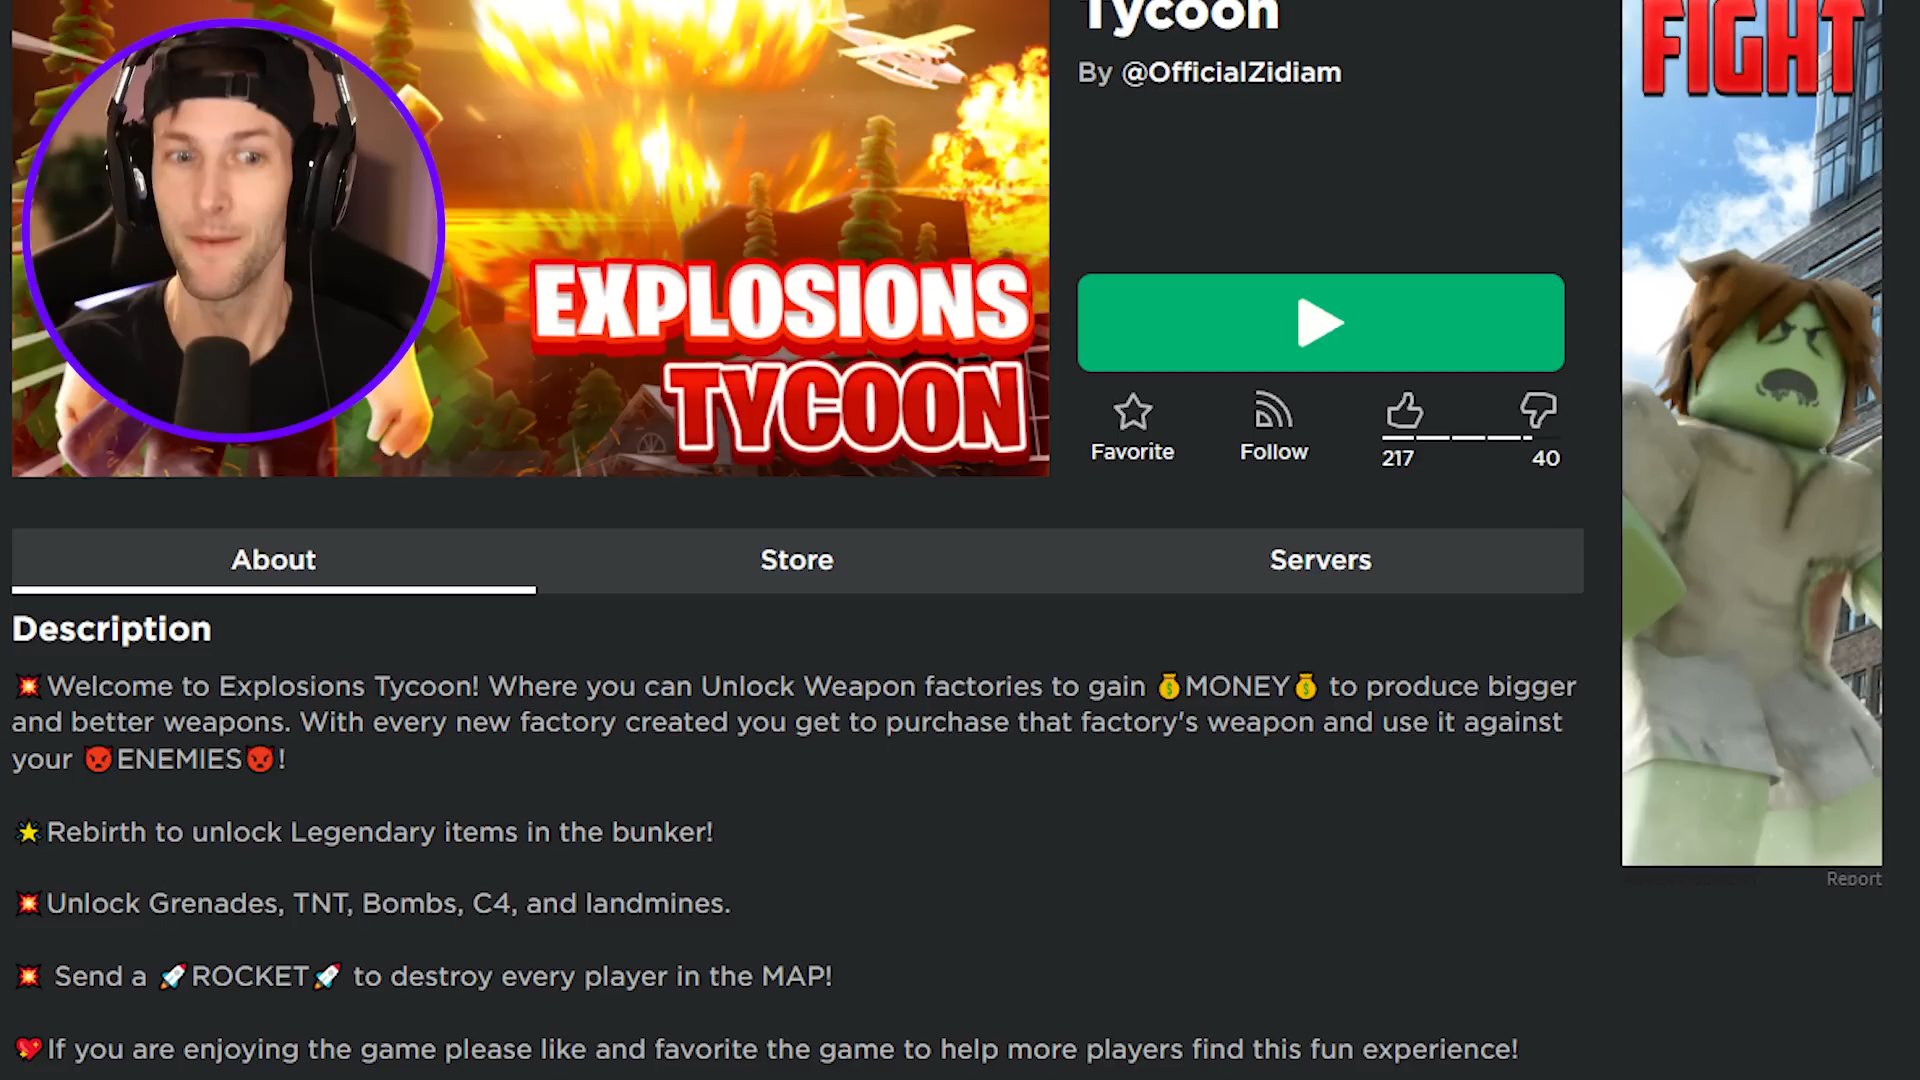 Tycoon
By @OfficialZidiam
FIGHT
EXPLOSIONS
TYCOON
Favorite
Follow
217
40
About
Store
Servers
Description
💥Welcome to Explosions Tycoon! Where you can Unlock Weapon factories to gain 💰MONEY💰 to produce bigger
and better weapons. With every new factory created you get to purchase that factory's weapon and use it against
your 😡ENEMIES😡!
🌟Rebirth to unlock Legendary items in the bunker!
💥Unlock Grenades, TNT, Bombs, C4, and landmines.
💥 Send a 🚀ROCKET🚀 to destroy every player in the MAP!
💖If you are enjoying the game please like and favorite the game to help more players find this fun experience!
Report